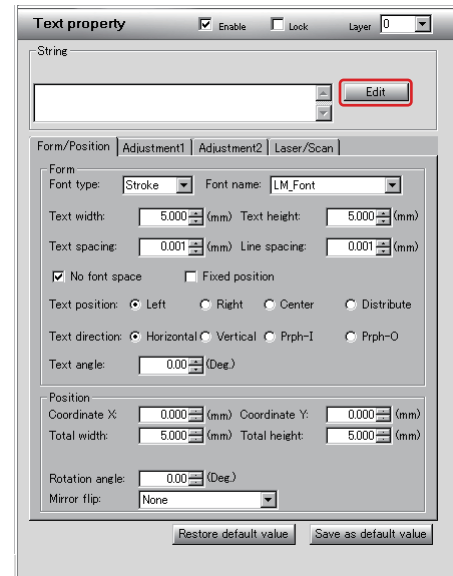 Text property Enable Lock Layer 0
String
Edit
Form/Position Adjustment1 Adjustment2 Laser/Scan
Form
Font type: Stroke Font name: LM_Font
Text width: 5.000 (mm) Text height: 5.000 (mm)
Text spacing: 0.001 (mm) Line spacing: 0.001 (mm)
No font space Fixed position
Text position: Left Right Center Distribute
Text direction: Horizontal Vertical Prph-I Prph-O
Text angle: 0.00 (Deg.)
Position
Coordinate X: 0.000 (mm) Coordinate Y: 0.000 (mm)
Total width: 5.000 (mm) Total height: 5.000 (mm)
Rotation angle: 0.00 (Deg.)
Mirror flip: None
Restore default value Save as default value